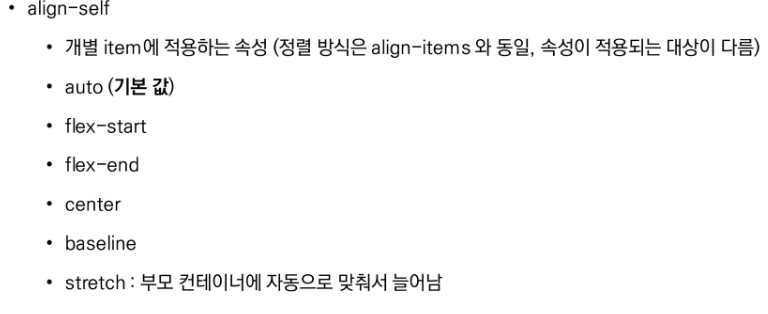 • align-self
• 개별 item에 적용하는 속성 (정렬 방식은 align-items 와 동일, 속성이 적용되는 대상이 다름)
• auto (기본 값)
• flex-start
• flex-end
• center
• baseline
• stretch : 부모 컨테이너에 자동으로 맞춰서 늘어남